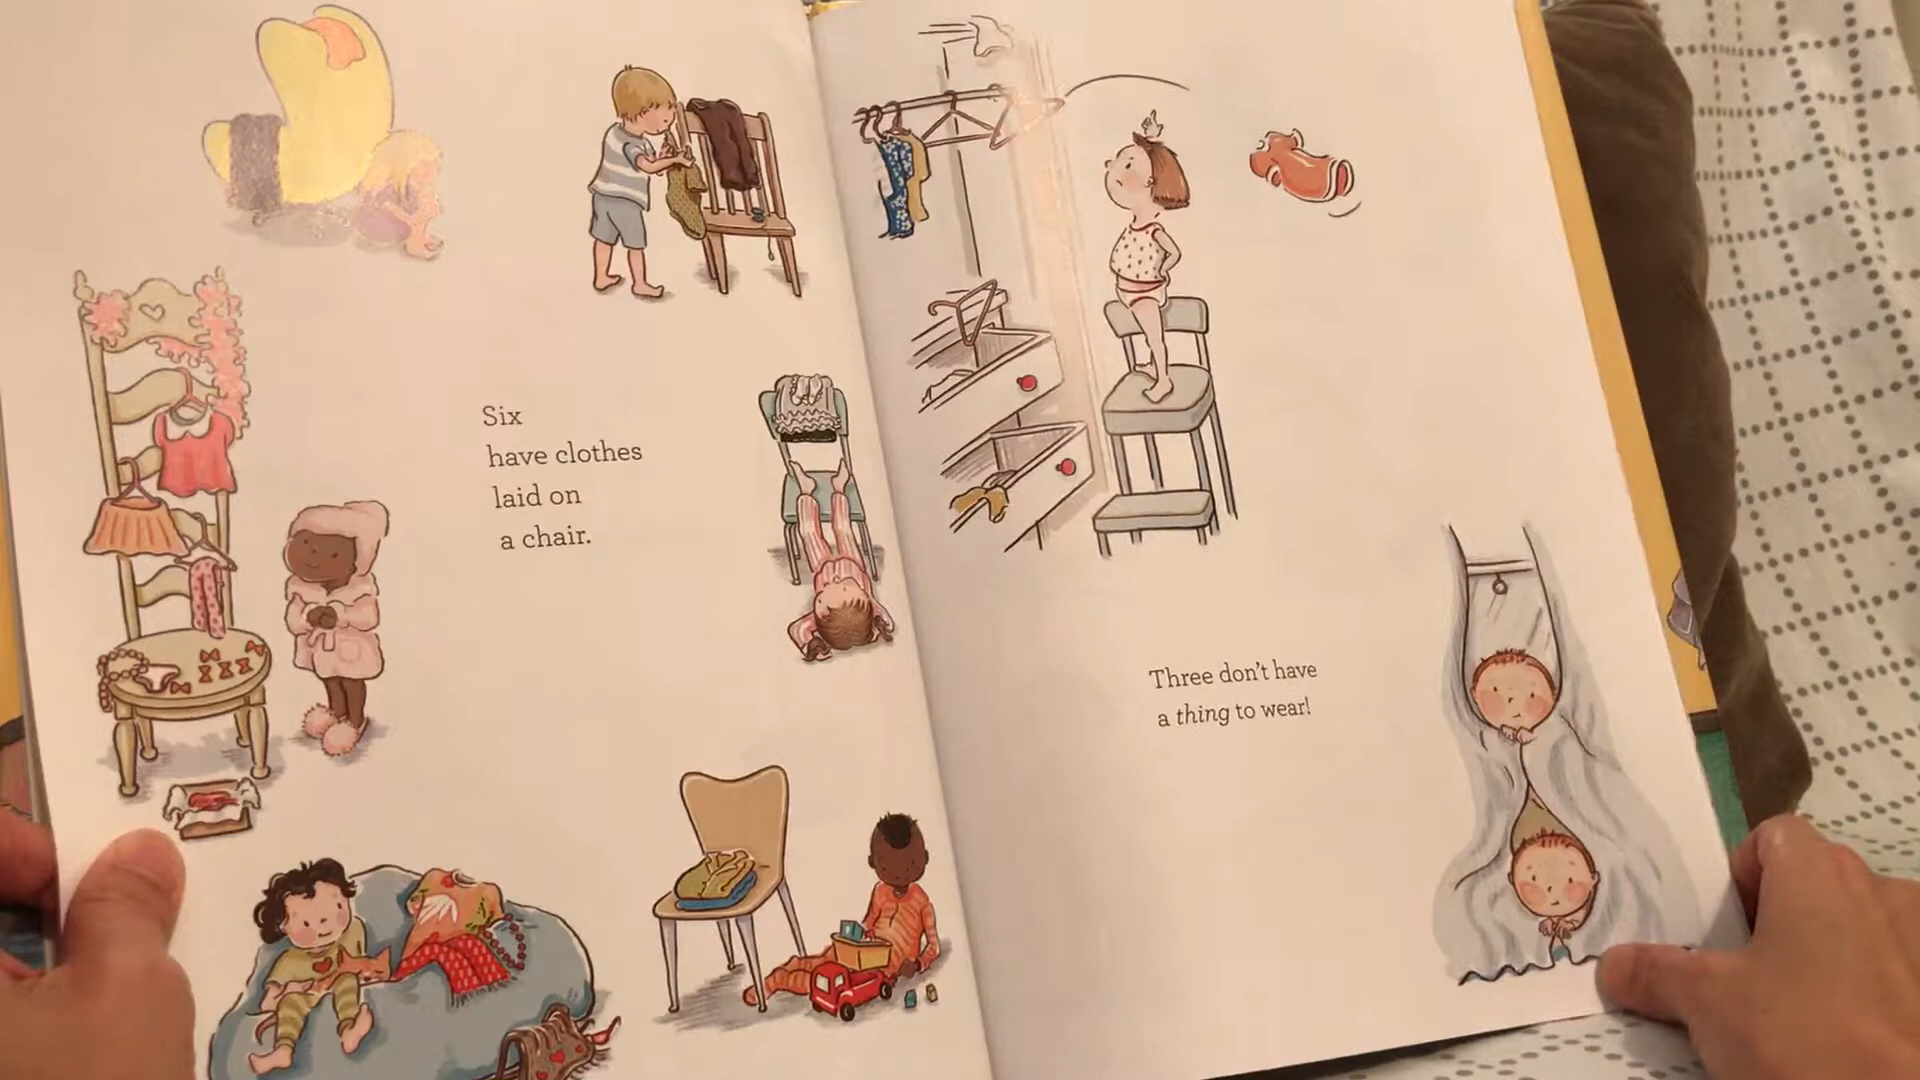 Six
have clothes
laid on
a chair.
Three don't have
a thing to wear!